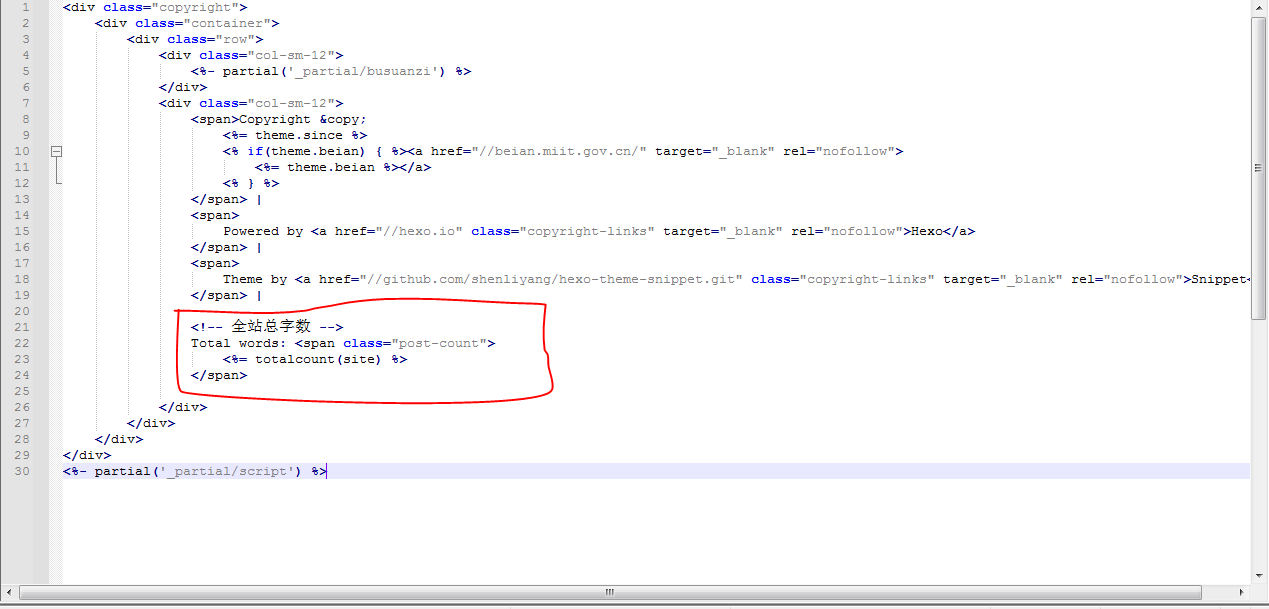 1 <div class="copyright">
2 <div class="container">
3 <div class="row">
4 <div class="col-sm-12">
5 <%- partial('_partial/busuanzi') %>
6 </div>
7 <div class="col-sm-12">
8 <span>Copyright &copy;
9 <%= theme.since %>
10 <% if(theme.beian) { %><a href="//beian.miit.gov.cn/" target="_blank" rel="nofollow">
11 <%= theme.beian %></a>
12 <% } %>
13 </span> |
14 <span>
15 Powered by <a href="//hexo.io" class="copyright-links" target="_blank" rel="nofollow">Hexo</a>
16 </span> |
17 <span>
18 Theme by <a href="//github.com/shenliyang/hexo-theme-snippet.git" class="copyright-links" target="_blank" rel="nofollow">Snippet<
19 </span> |
20
21 <!-- 全站总字数 -->
22 Total words: <span class="post-count">
23 <%= totalcount(site) %>
24 </span>
25
26 </div>
27 </div>
28 </div>
29 </div>
30 <%- partial('_partial/script') %>